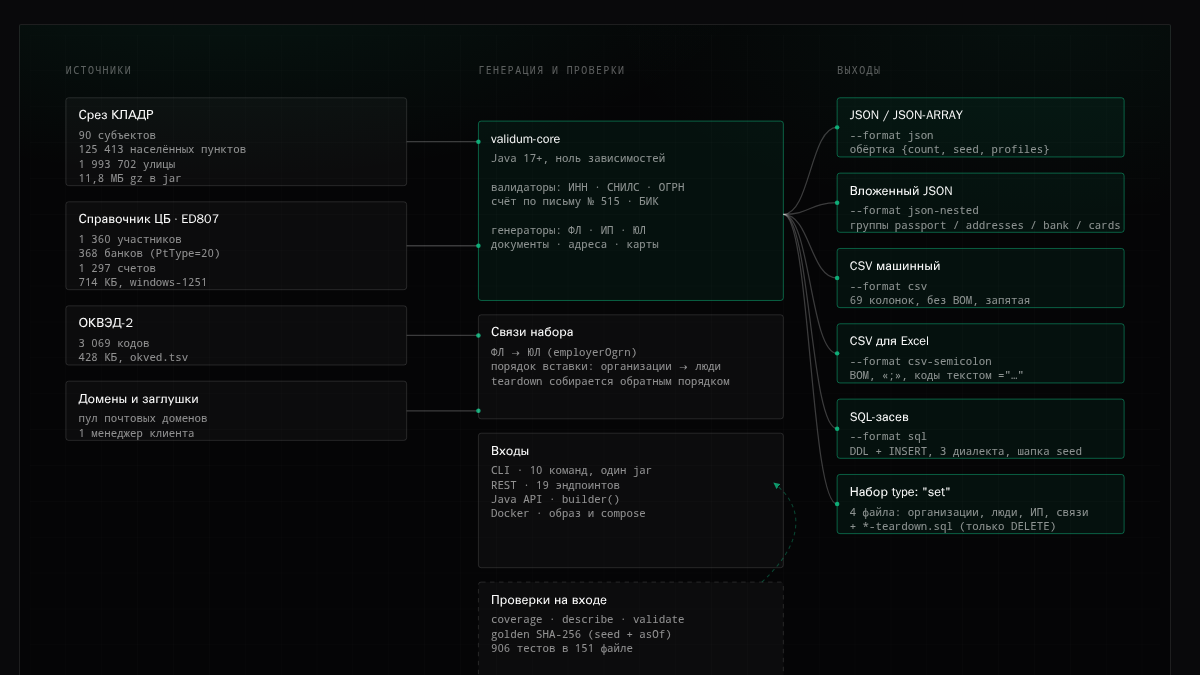 ИСТОЧНИКИ
Срез КЛАДР
90 субъектов
125 413 населённых пунктов
1 993 702 улицы
11,8 МБ gz в jar
Справочник ЦБ · ED807
1 360 участников
368 банков (PtType=20)
1 297 счетов
714 КБ, windows-1251
ОКВЭД-2
3 069 кодов
428 КБ, okved.tsv
Домены и заглушки
пул почтовых доменов
1 менеджер клиента
ГЕНЕРАЦИЯ И ПРОВЕРКИ
validum-core
Java 17+, ноль зависимостей
валидаторы: ИНН · СНИЛС · ОГРН
счёт по письму № 515 · БИК
генераторы: ФЛ · ИП · ЮЛ
документы · адреса · карты
Связи набора
ФЛ → ЮЛ (employerOgrn)
порядок вставки: организации → люди
teardown собирается обратным порядком
Входы
CLI · 10 команд, один jar
REST · 19 эндпоинтов
Java API · builder()
Docker · образ и compose
Проверки на входе
coverage · describe · validate
golden SHA-256 (seed + asOf)
906 тестов в 151 файле
ВЫХОДЫ
JSON / JSON-ARRAY
--format json
обёртка {count, seed, profiles}
Вложенный JSON
--format json-nested
группы passport / addresses / bank / cards
CSV машинный
--format csv
69 колонок, без BOM, запятая
CSV для Excel
--format csv-semicolon
BOM, «;», коды текстом ="…"
SQL-засев
--format sql
DDL + INSERT, 3 диалекта, шапка seed
Набор type: "set"
4 файла: организации, люди, ИП, связи
+ *-teardown.sql (только DELETE)